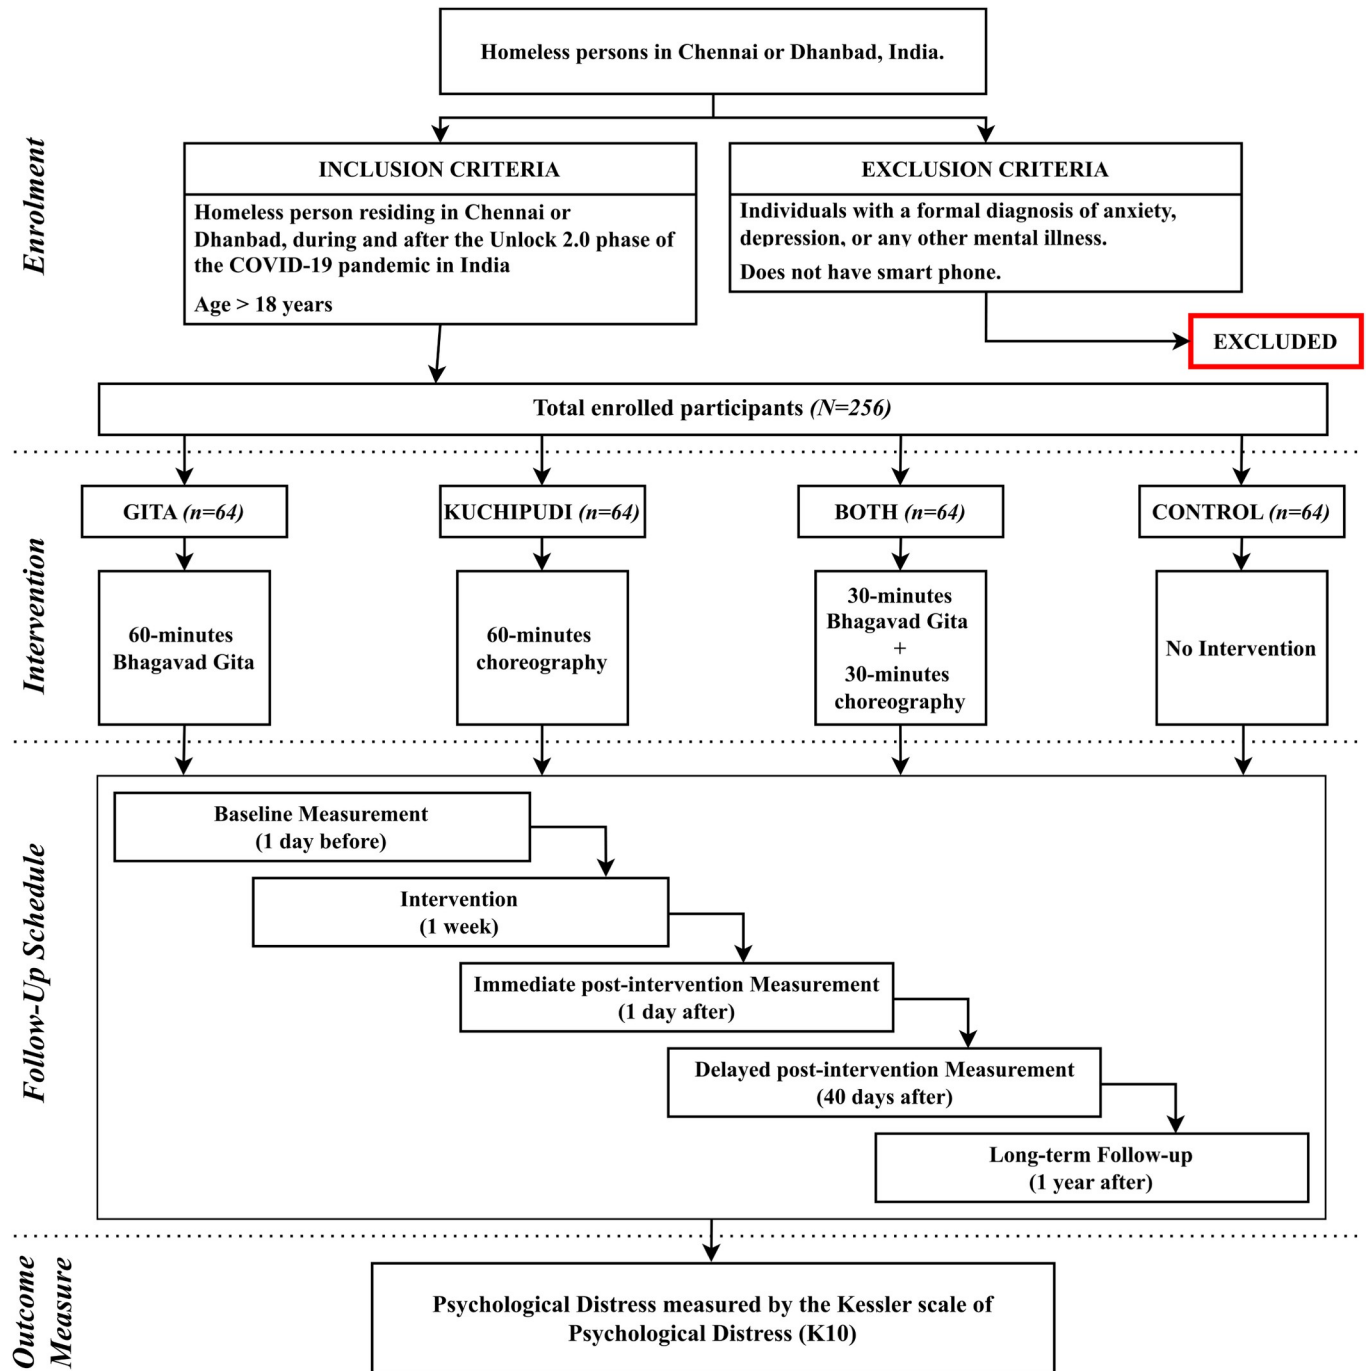 Homeless persons in Chennai or Dhanbad, India.
Enrolment
INCLUSION CRITERIA
Homeless person residing in Chennai or
Dhanbad, during and after the Unlock 2.0 phase of
the COVID-19 pandemic in India
Age > 18 years
EXCLUSION CRITERIA
Individuals with a formal diagnosis of anxiety,
depression, or any other mental illness.
Does not have smart phone.
EXCLUDED
Total enrolled participants (N=256)
Intervention
GITA (n=64)
KUCHIPUDI (n=64)
BOTH (n=64)
CONTROL (n=64)
60-minutes
Bhagavad Gita
60-minutes
choreography
30-minutes
Bhagavad Gita
+
30-minutes
choreography
No Intervention
Follow-Up Schedule
Baseline Measurement
(1 day before)
Intervention
(1 week)
Immediate post-intervention Measurement
(1 day after)
Delayed post-intervention Measurement
(40 days after)
Long-term Follow-up
(1 year after)
Outcome
Measure
Psychological Distress measured by the Kessler scale of
Psychological Distress (K10)